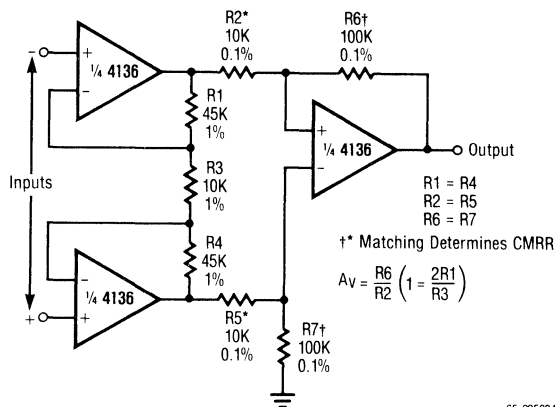 R2*
10K
0.1%
R6†
100K
0.1%
−
+
¼ 4136
−
R1
45K
1%
+
¼ 4136
−
Output
Inputs
R3
10K
1%
R1 = R4
R2 = R5
R6 = R7
†* Matching Determines CMRR
R4
45K
1%
AV = R6/R2 (1 = 2R1/R3)
−
¼ 4136
+
+
R5*
10K
0.1%
R7†
100K
0.1%